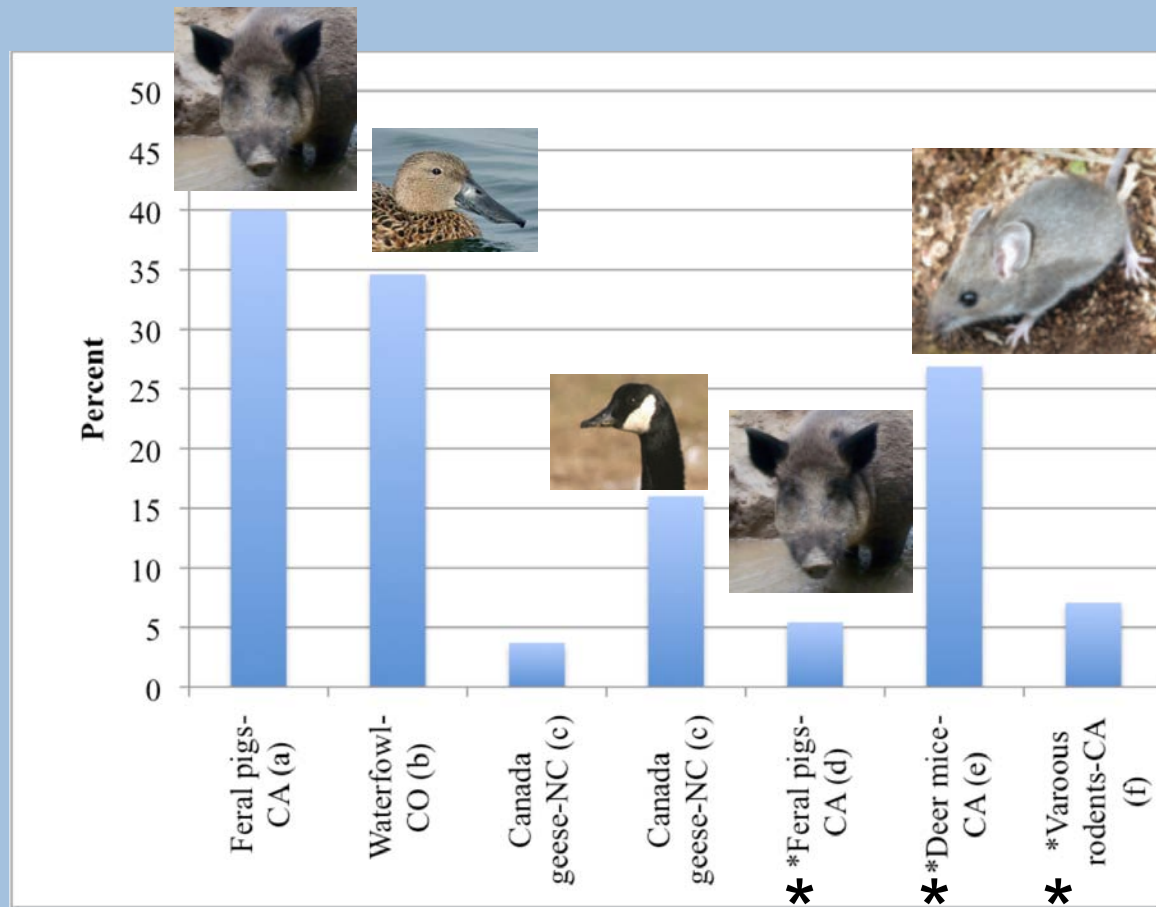 50
45
40
35
30
25
20
15
10
5
0
Percent
Feral pigs-
CA (a)
Waterfowl-
CO (b)
Canada
geese-NC (c)
Canada
geese-NC (c)
*Feral pigs-
CA (d)
*Deer mice-
CA (e)
*Varoous
rodents-CA
(f)
* * *